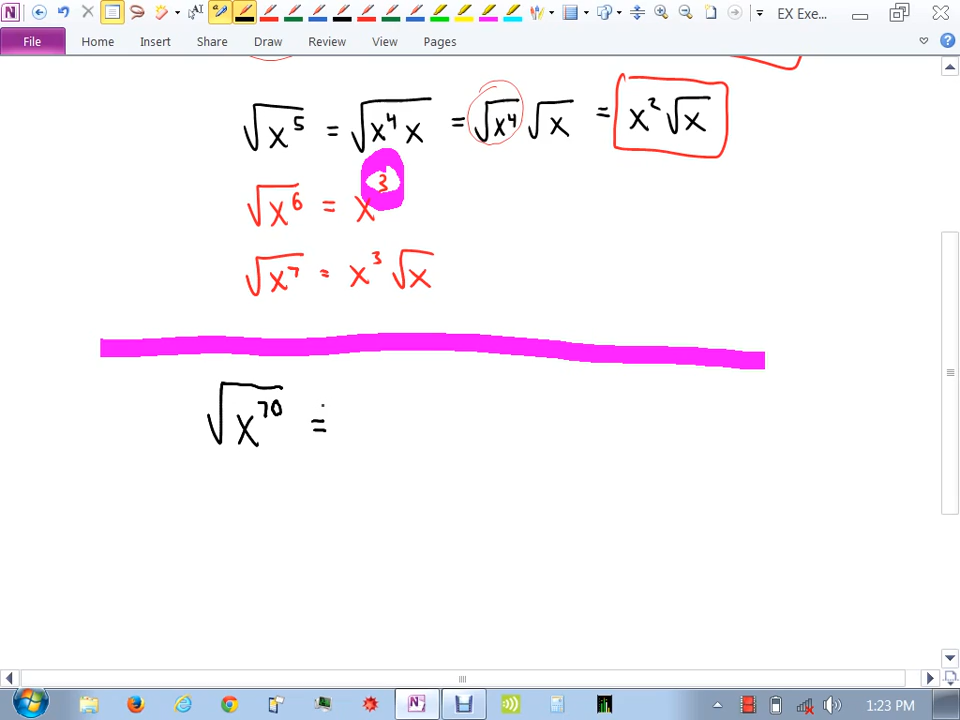 EX Exe...
File Home Insert Share Draw Review View Pages
√x⁵ = √x⁴x = √x⁴ √x = x²√x
√x⁶ = x³
√x⁷ = x³ √x
√x⁷⁰ =
1:23 PM